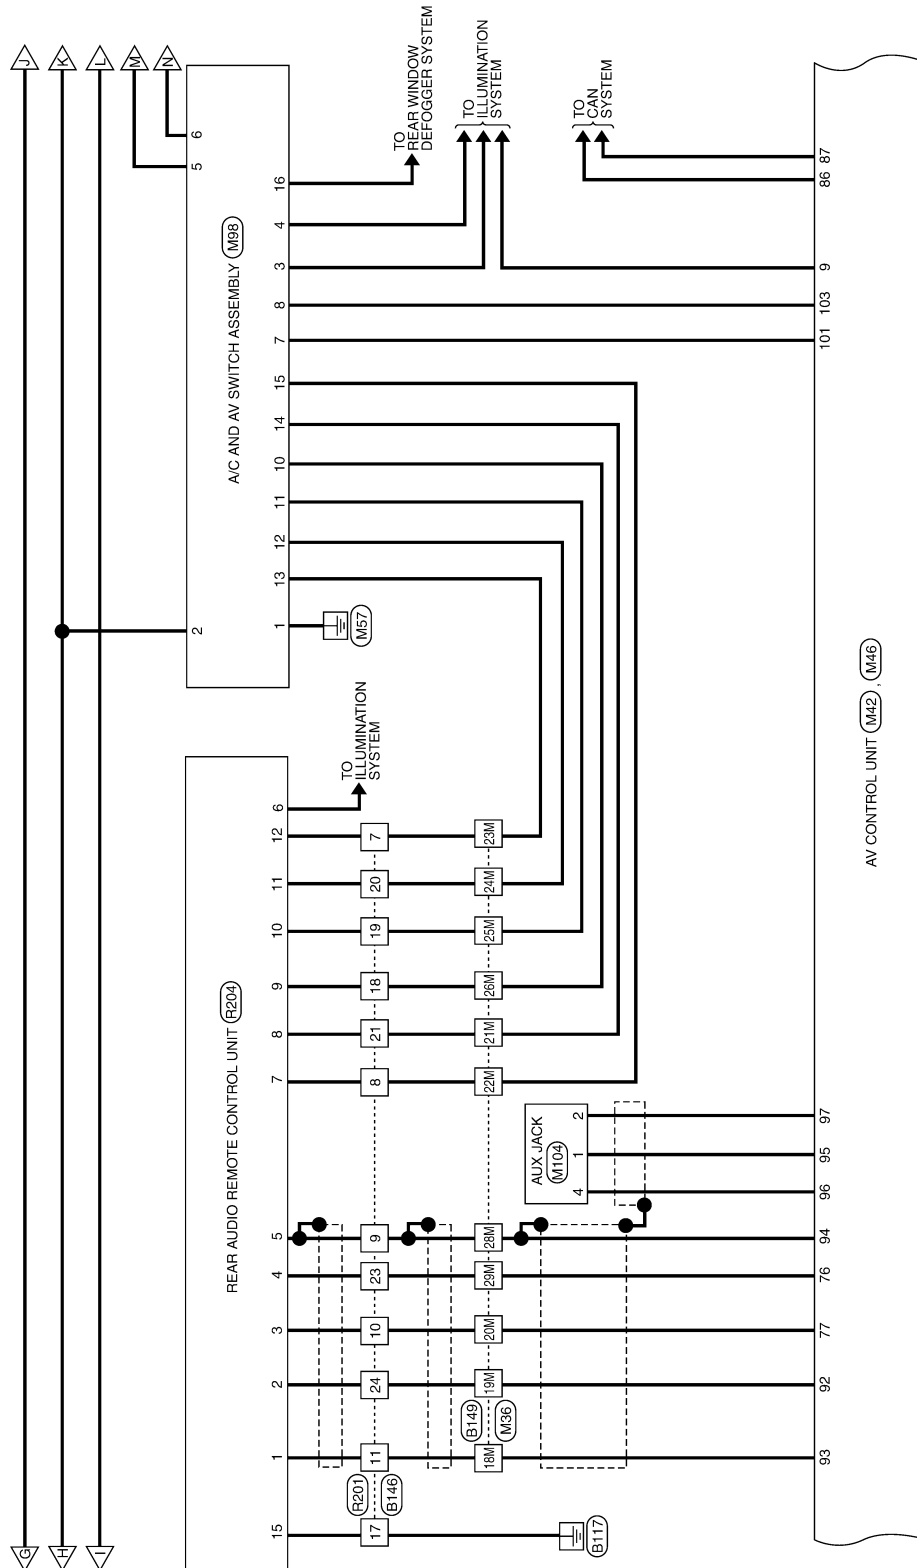 J
K
L
M
N
6
5
A/C AND AV SWITCH ASSEMBLY M98
2
16
4
3
8
7
15
14
10
11
12
13
1
M57
TO
REAR WINDOW
DEFOGGER SYSTEM
TO
ILLUMINATION
SYSTEM
TO
CAN
SYSTEM
87
86
9
103
101
AV CONTROL UNIT M42 , M46
REAR AUDIO REMOTE CONTROL UNIT R204
TO
ILLUMINATION
SYSTEM
6
12
7
23M
11
20
24M
10
19
25M
9
18
26M
8
21
21M
7
8
22M
AUX JACK
M104
2
1
4
97
95
96
5
9
28M
94
4
23
29M
76
3
10
20M
77
2
24
19M
92
B149
M36
1
11
18M
93
R201
B146
15
17
B117
G
H
I